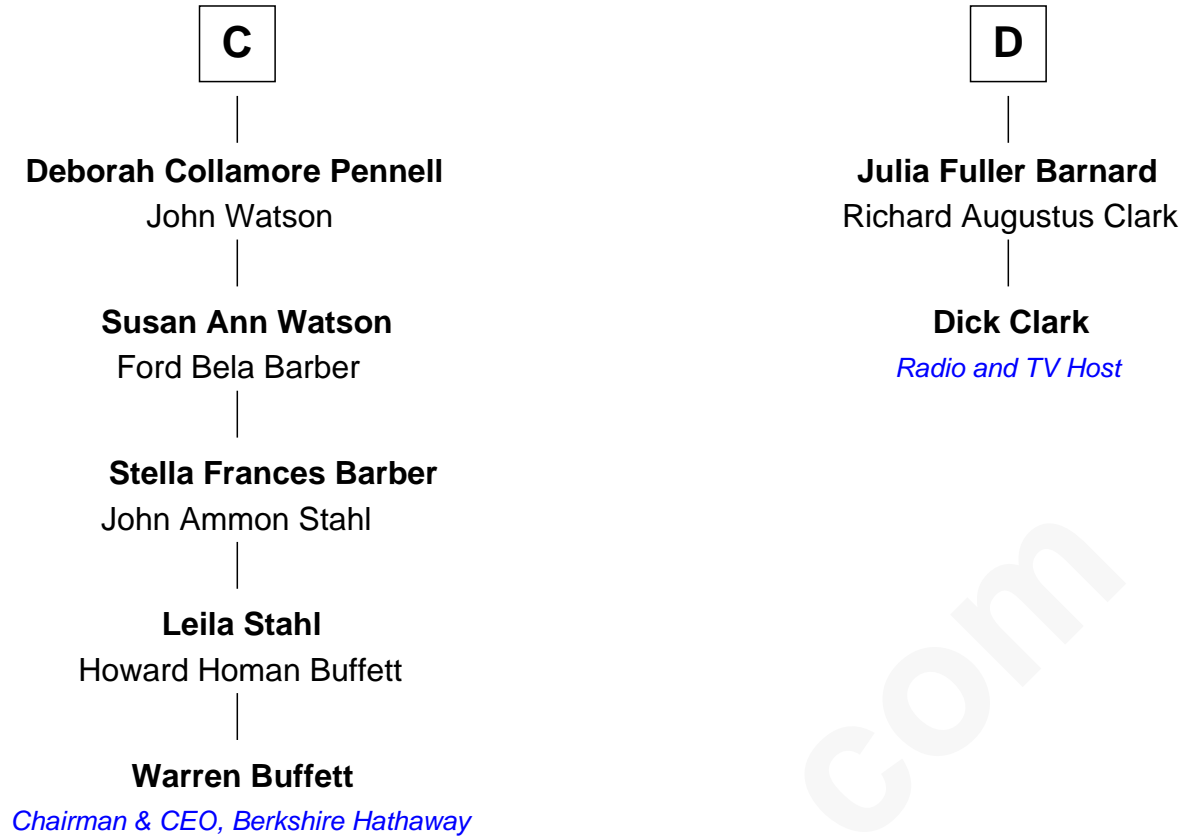 C
Deborah Collamore Pennell
John Watson
Susan Ann Watson
Ford Bela Barber
Stella Frances Barber
John Ammon Stahl
Leila Stahl
Howard Homan Buffett
Warren Buffett
Chairman & CEO, Berkshire Hathaway
D
Julia Fuller Barnard
Richard Augustus Clark
Dick Clark
Radio and TV Host
com